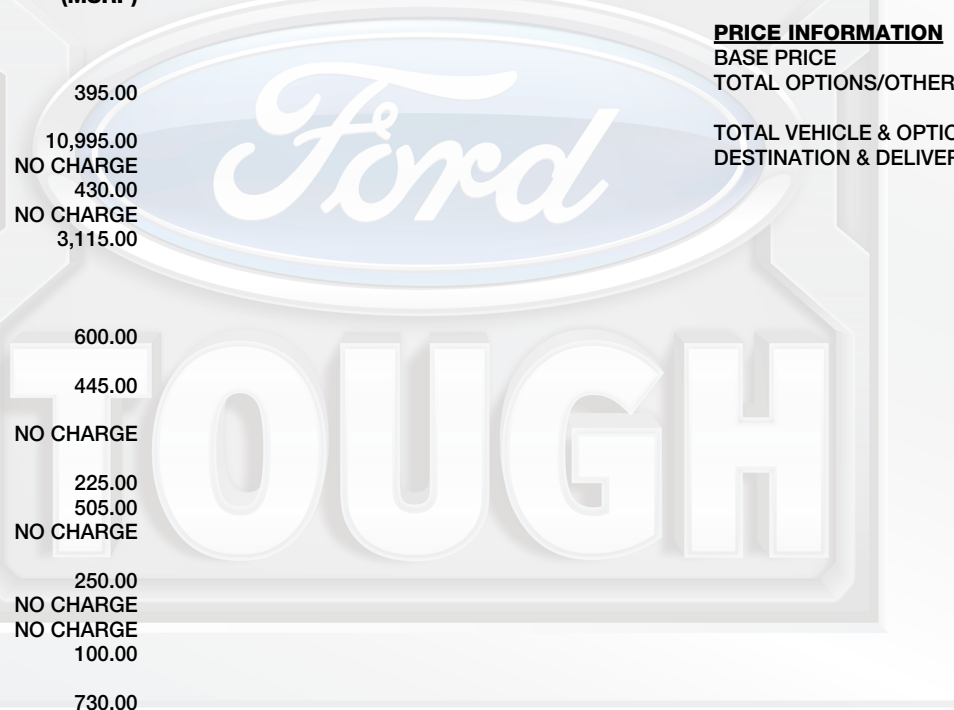 (MSRP)
395.00
10,995.00
NO CHARGE
430.00
NO CHARGE
3,115.00
600.00
445.00
NO CHARGE
225.00
505.00
NO CHARGE
250.00
NO CHARGE
NO CHARGE
100.00
730.00
PRICE INFORMATION
BASE PRICE
TOTAL OPTIONS/OTHER
TOTAL VEHICLE & OPTIO
DESTINATION & DELIVER
Ford
TOUGH